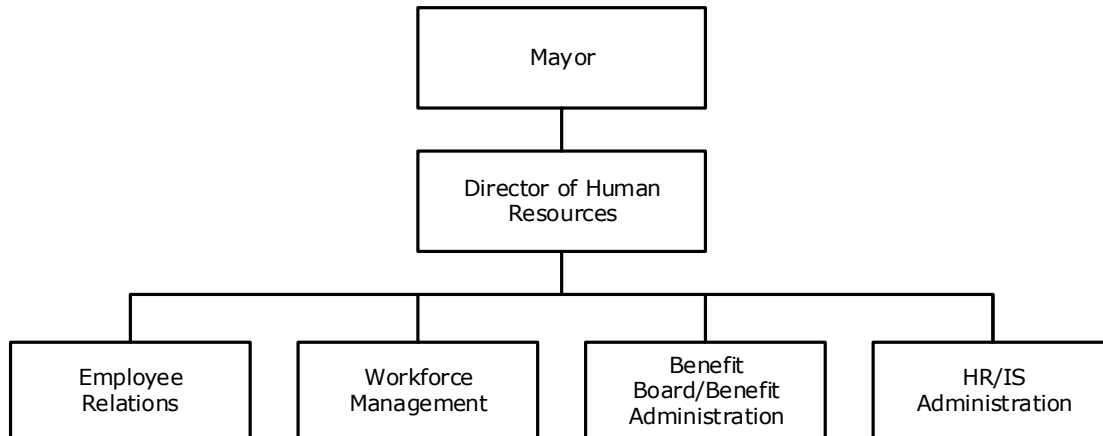 Mayor
Director of Human
Resources
Employee
Relations
Workforce
Management
Benefit
Board/Benefit
Administration
HR/IS
Administration